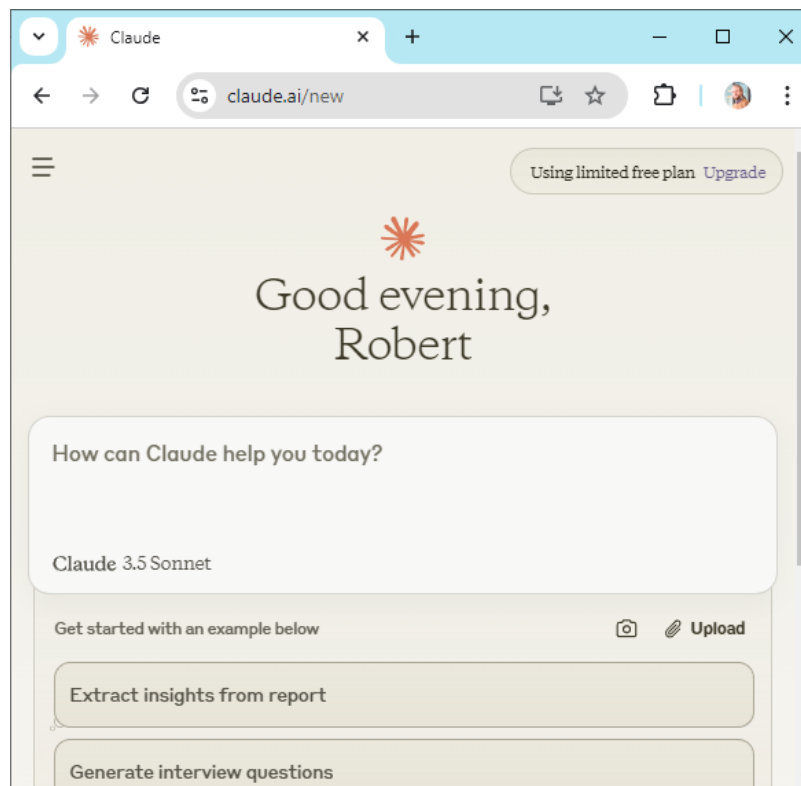 Claude
claude.ai/new
Using limited free plan Upgrade
Good evening,
Robert
How can Claude help you today?
Claude 3.5 Sonnet
Get started with an example below
Upload
Extract insights from report
Generate interview questions